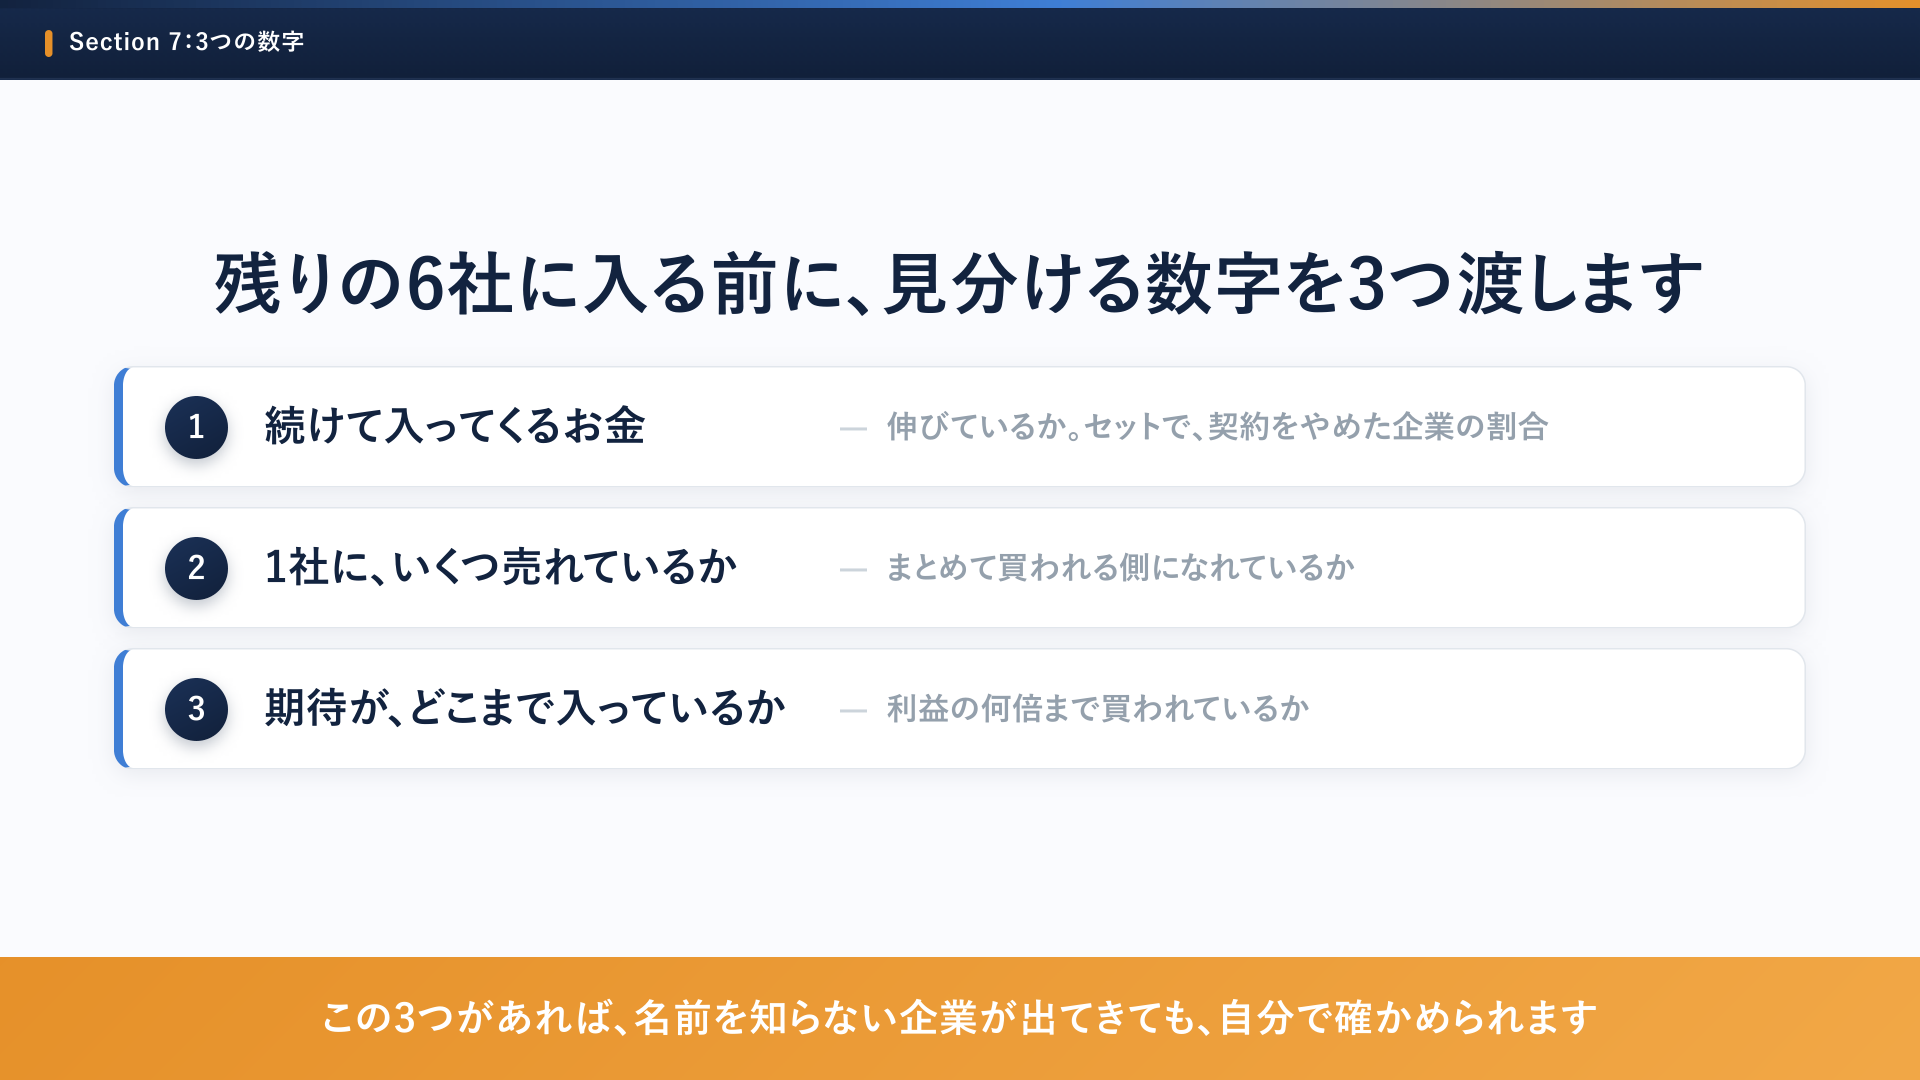 Section 7：3つの数字
残りの6社に入る前に、見分ける数字を3つ渡します
1 続けて入ってくるお金 — 伸びているか。セットで、契約をやめた企業の割合
2 1社に、いくつ売れているか — まとめて買われる側になれているか
3 期待が、どこまで入っているか — 利益の何倍まで買われているか
この3つがあれば、名前を知らない企業が出てきても、自分で確かめられます